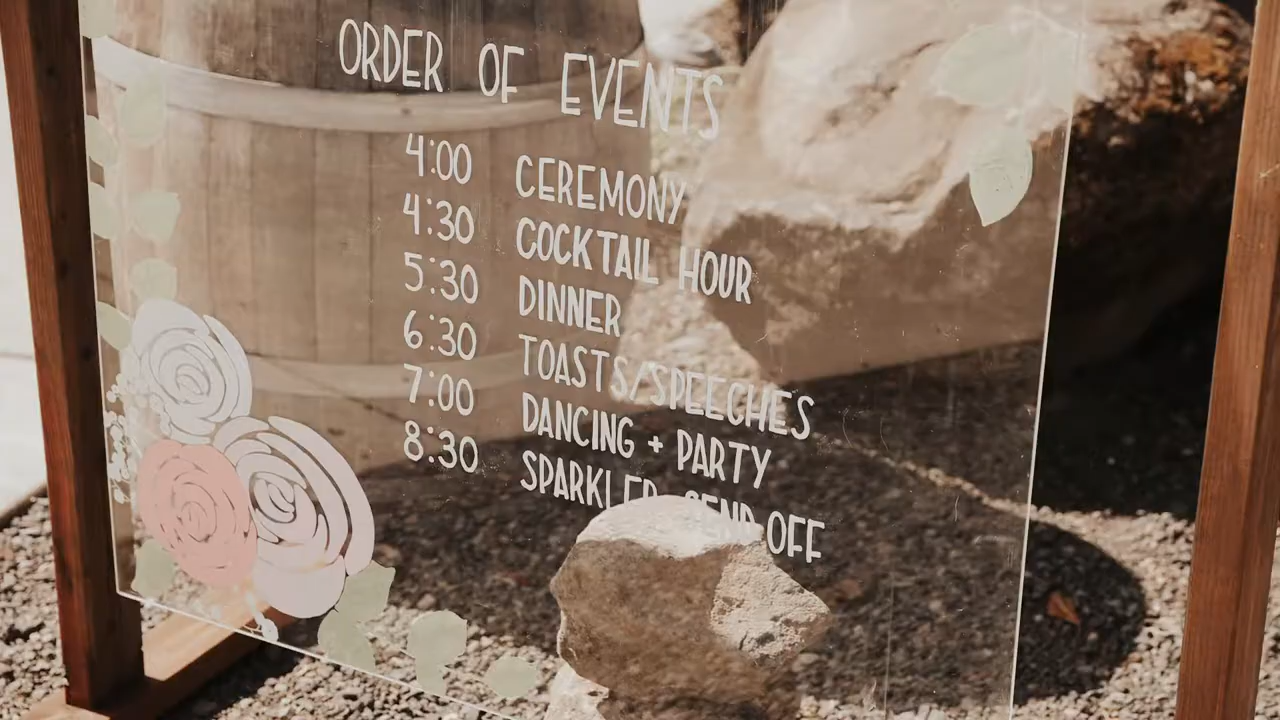 ORDER OF EVENTS
4:00 CEREMONY
4:30 COCKTAIL HOUR
5:30 DINNER
6:30 TOASTS/SPEECHES
7:00 DANCING + PARTY
8:30 SPARKLER SEND OFF